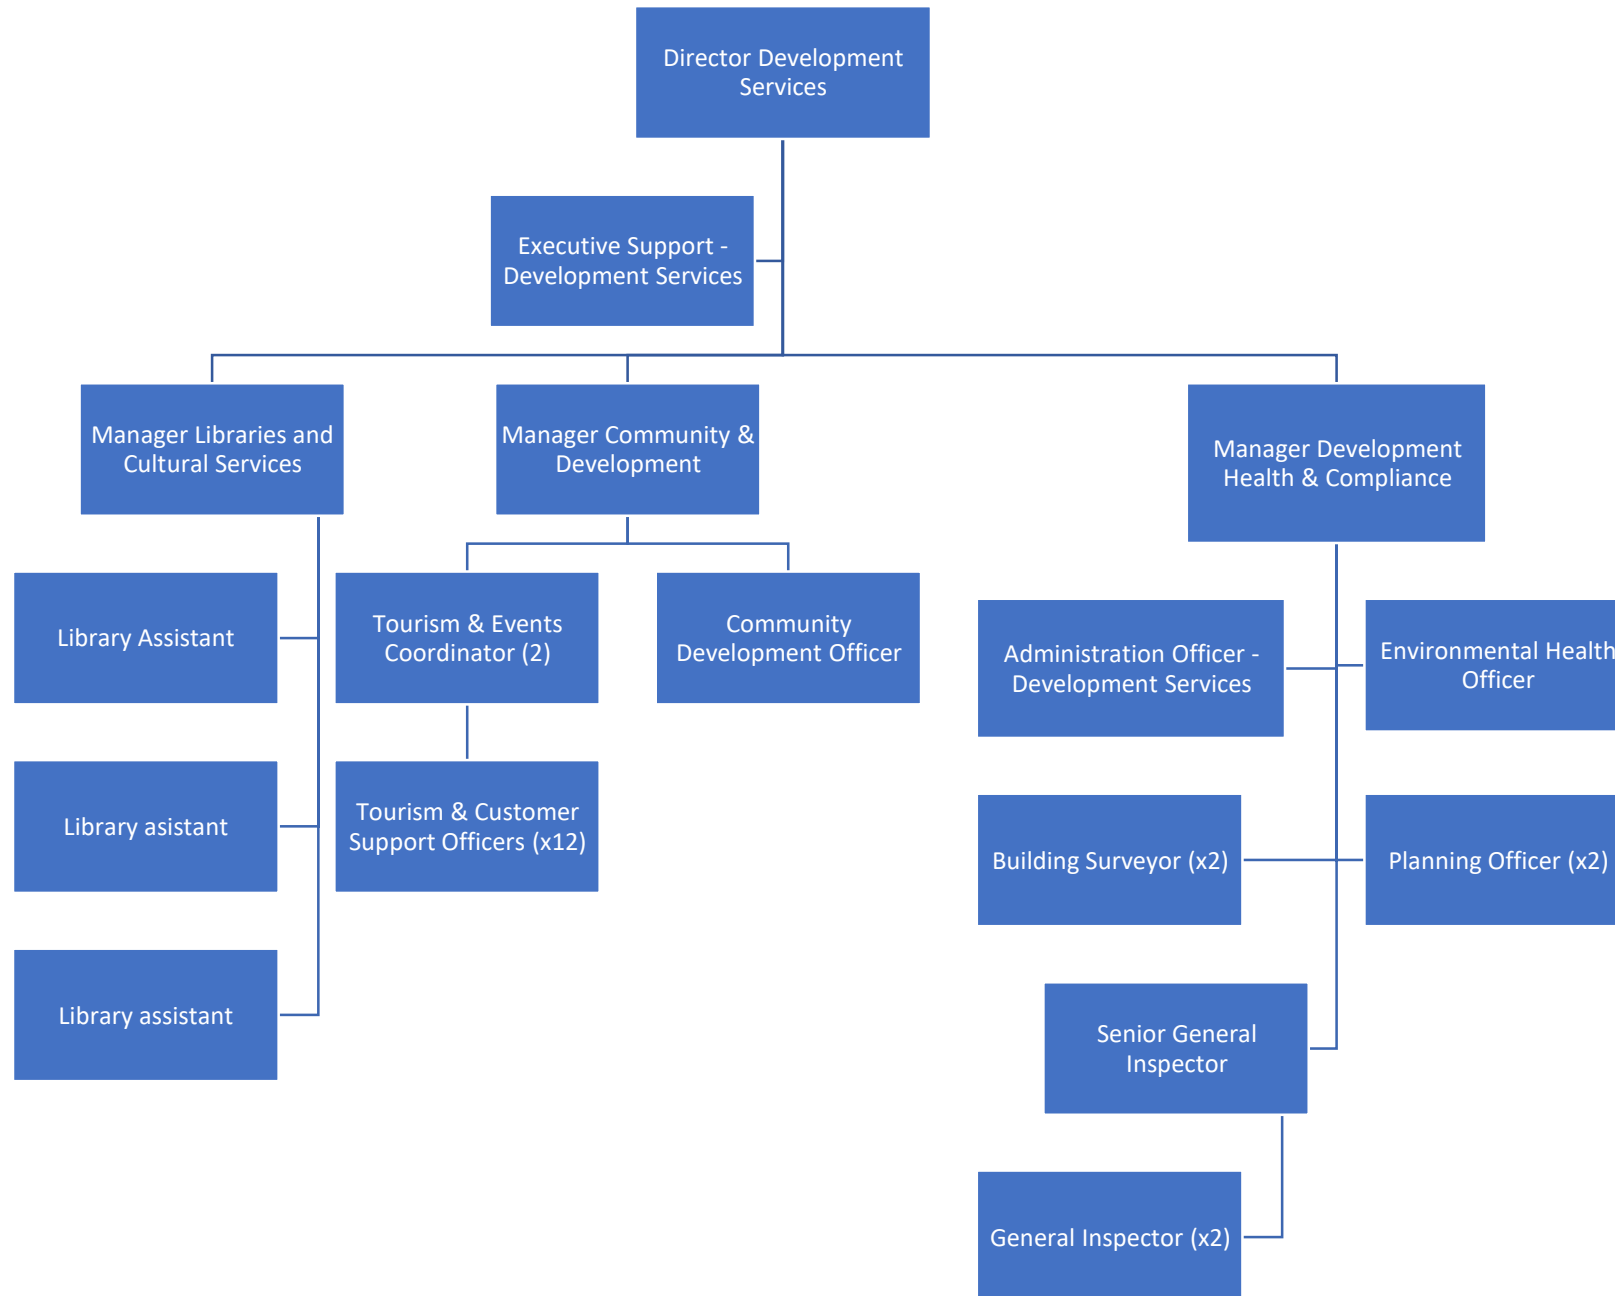 Director Development
Services
Executive Support -
Development Services
Manager Libraries and
Cultural Services
Manager Community &
Development
Manager Development
Health & Compliance
Library Assistant
Tourism & Events
Coordinator (2)
Community
Development Officer
Administration Officer -
Development Services
Environmental Health
Officer
Library asistant
Tourism & Customer
Support Officers (x12)
Building Surveyor (x2)
Planning Officer (x2)
Library assistant
Senior General
Inspector
General Inspector (x2)